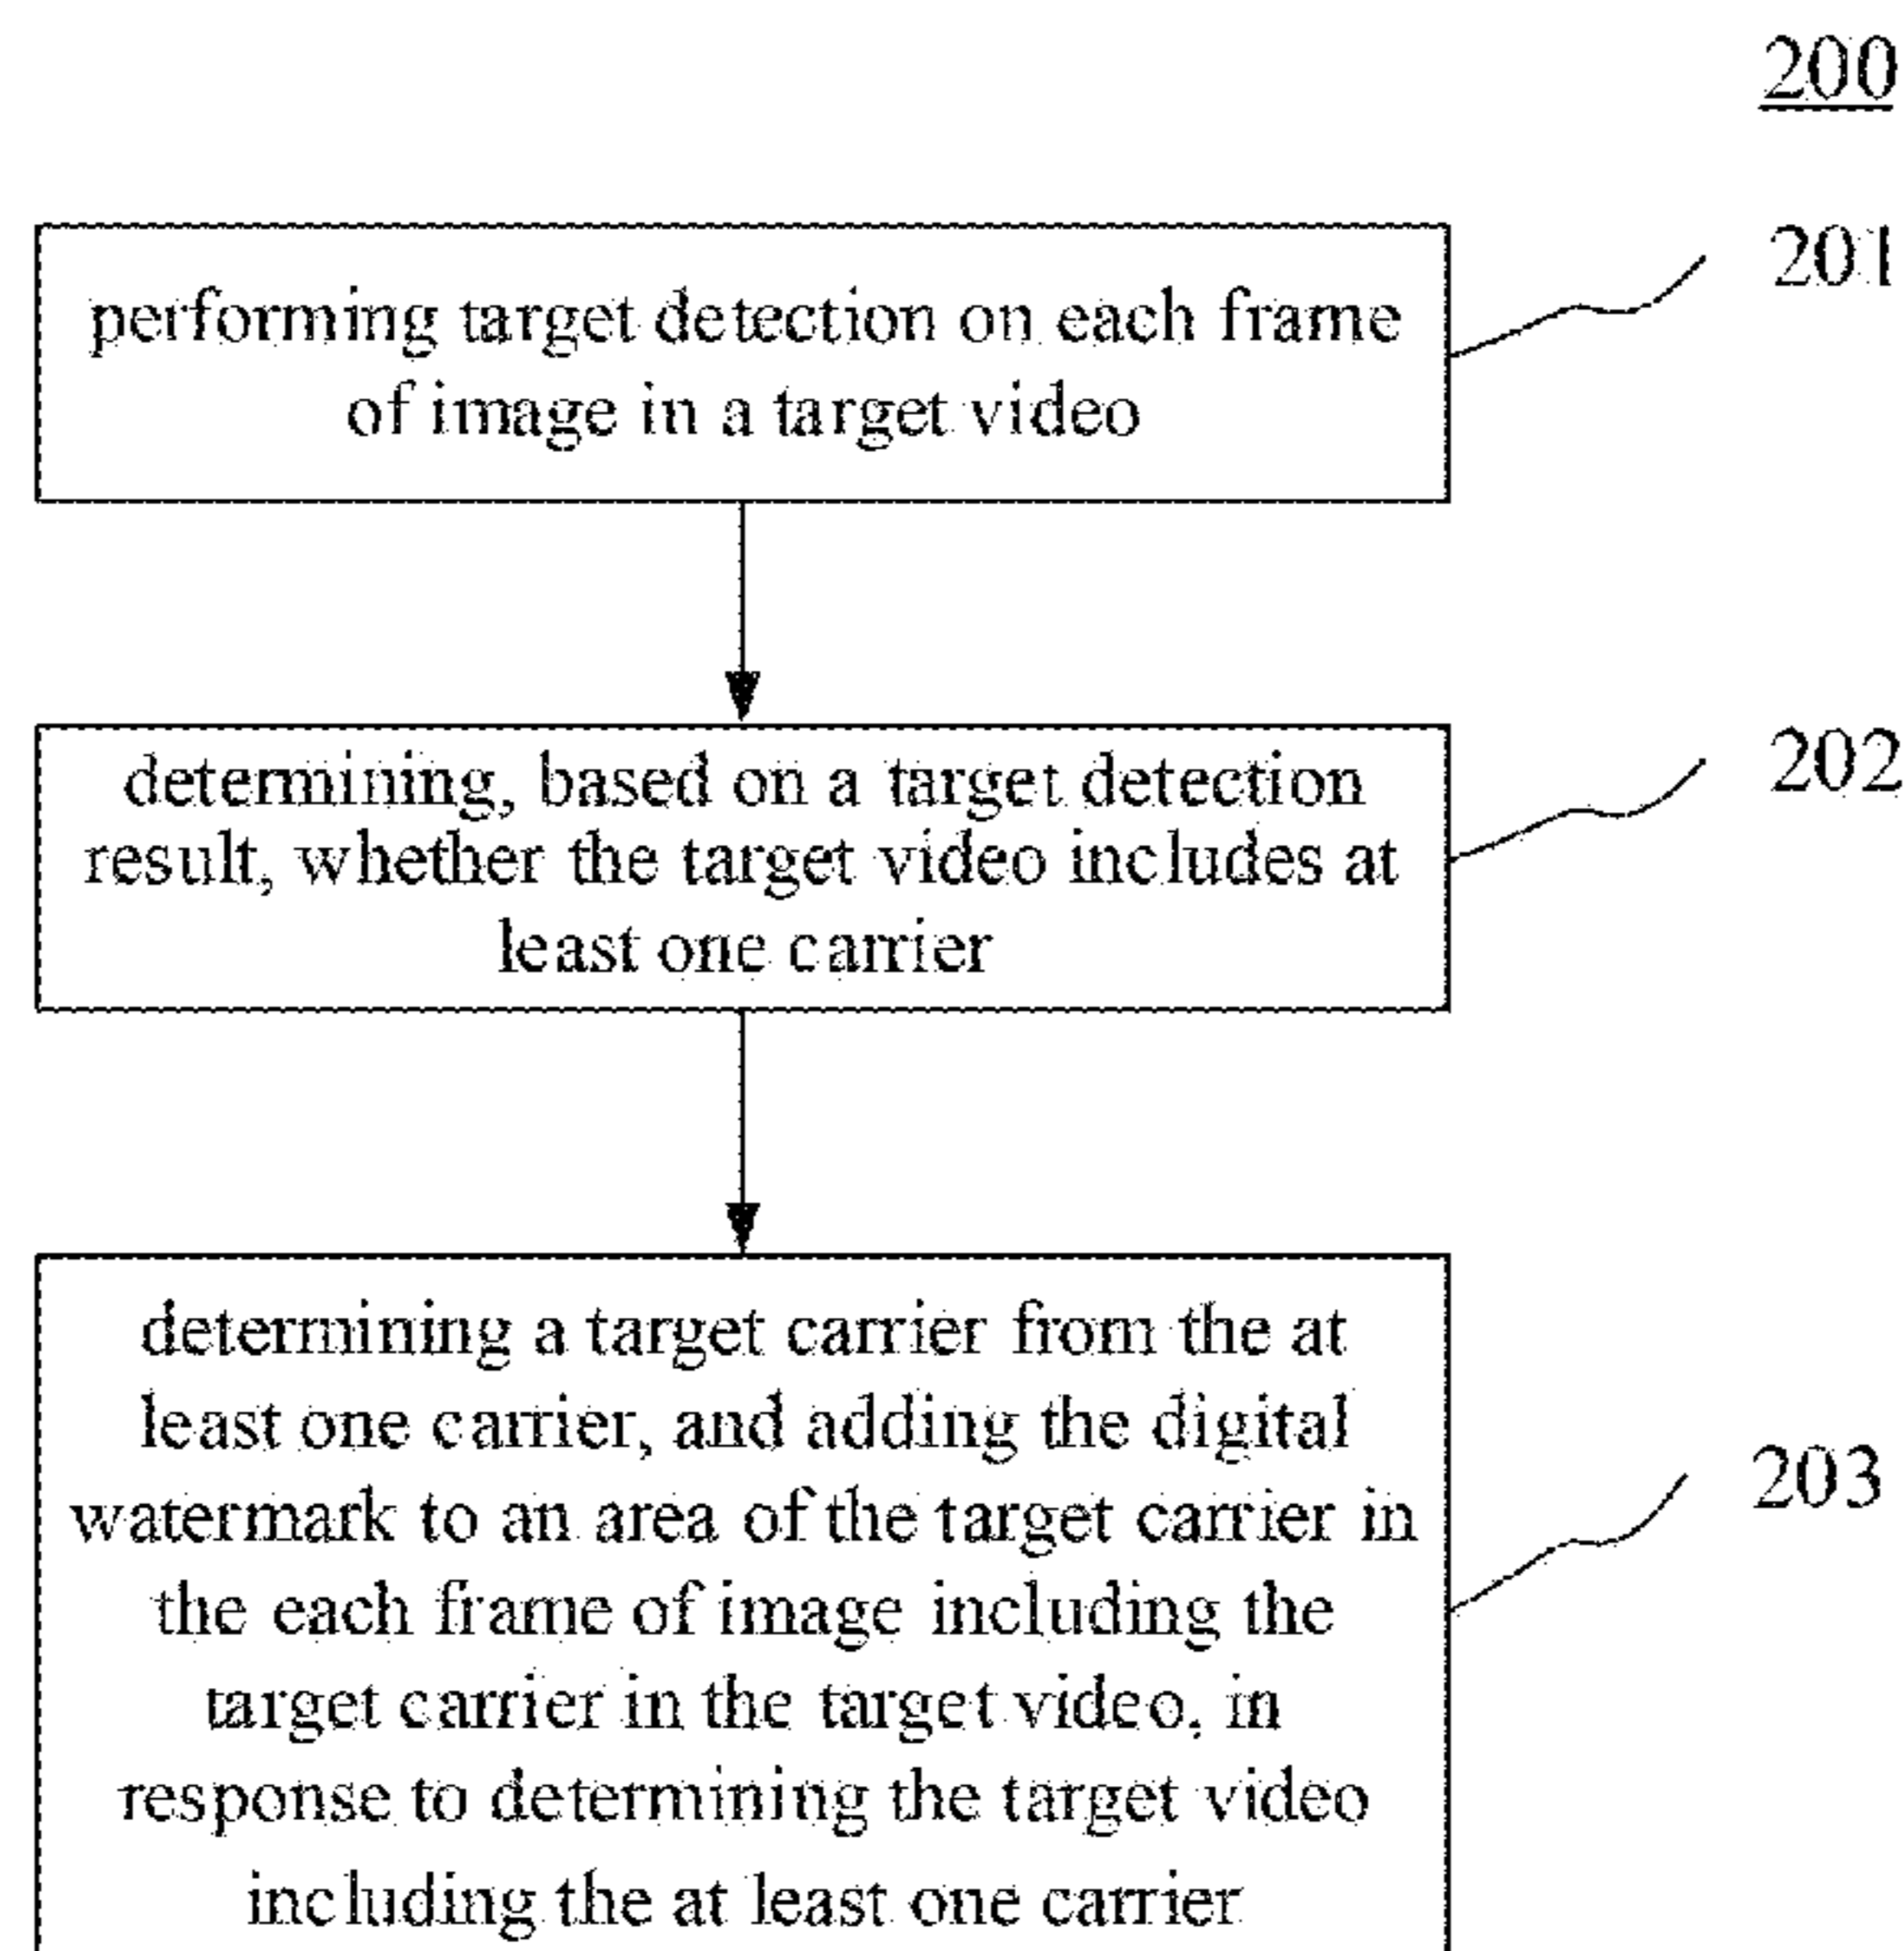 200
performing target detection on each frame
of image in a target video
201
determining, based on a target detection
result, whether the target video includes at
least one carrier
202
determining a target carrier from the at
least one carrier, and adding the digital
watermark to an area of the target carrier in
the each frame of image including the
target carrier in the target video, in
response to determining the target video
including the at least one carrier
203